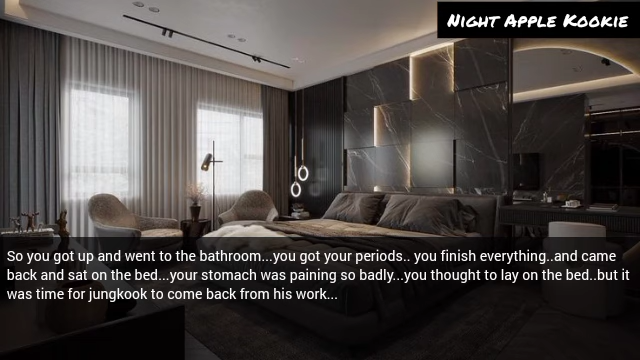 Night Apple Kookie
So you got up and went to the bathroom...you got your periods.. you finish everything..and came
back and sat on the bed...your stomach was paining so badly...you thought to lay on the bed..but it
was time for jungkook to come back from his work...